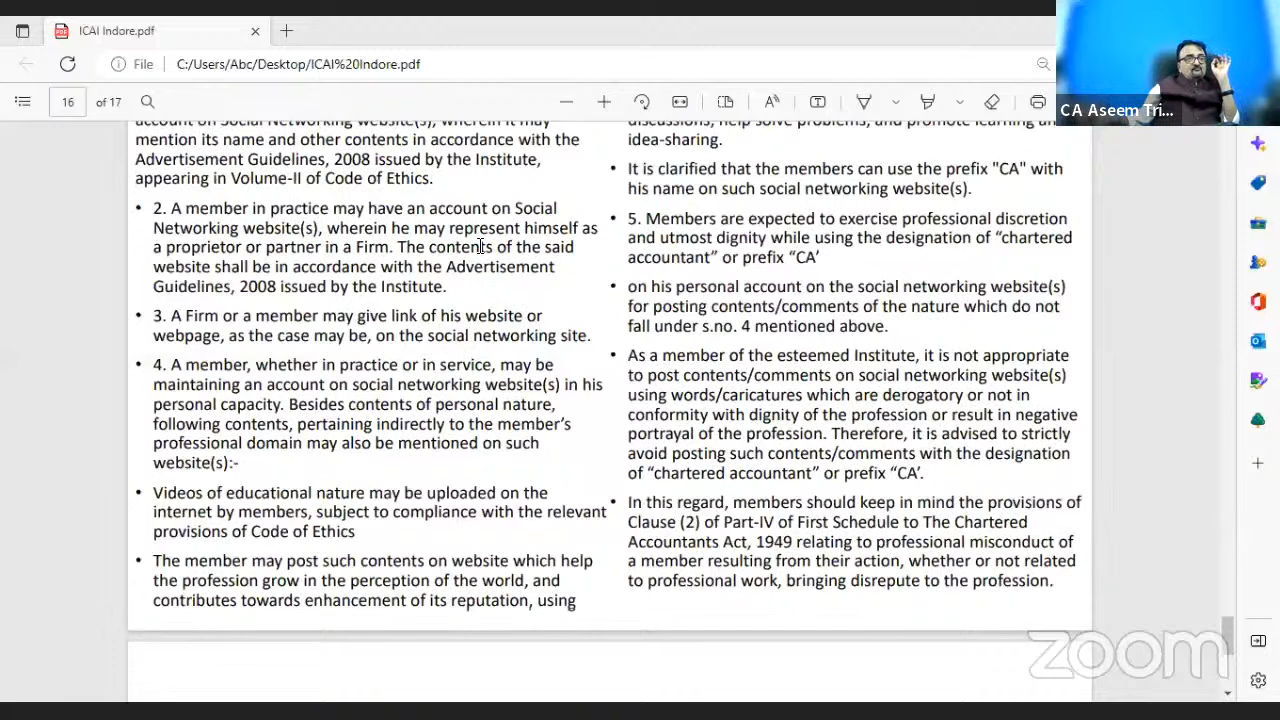 ICAI Indore.pdf
File
C:/Users/Abc/Desktop/ICAI%20Indore.pdf
16
of 17
CA Aseem Tri...
mention its name and other contents in accordance with the
Advertisement Guidelines, 2008 issued by the Institute,
appearing in Volume-II of Code of Ethics.
• 2. A member in practice may have an account on Social
Networking website(s), wherein he may represent himself as
a proprietor or partner in a Firm. The contents of the said
website shall be in accordance with the Advertisement
Guidelines, 2008 issued by the Institute.
• 3. A Firm or a member may give link of his website or
webpage, as the case may be, on the social networking site.
• 4. A member, whether in practice or in service, may be
maintaining an account on social networking website(s) in his
personal capacity. Besides contents of personal nature,
following contents, pertaining indirectly to the member’s
professional domain may also be mentioned on such
website(s):-
• Videos of educational nature may be uploaded on the
internet by members, subject to compliance with the relevant
provisions of Code of Ethics
• The member may post such contents on website which help
the profession grow in the perception of the world, and
contributes towards enhancement of its reputation, using
discussions, help solve problems, and promote learning
idea-sharing.
• It is clarified that the members can use the prefix "CA" with
his name on such social networking website(s).
• 5. Members are expected to exercise professional discretion
and utmost dignity while using the designation of “chartered
accountant” or prefix “CA’
• on his personal account on the social networking website(s)
for posting contents/comments of the nature which do not
fall under s.no. 4 mentioned above.
• As a member of the esteemed Institute, it is not appropriate
to post contents/comments on social networking website(s)
using words/caricatures which are derogatory or not in
conformity with dignity of the profession or result in negative
portrayal of the profession. Therefore, it is advised to strictly
avoid posting such contents/comments with the designation
of “chartered accountant” or prefix “CA’.
• In this regard, members should keep in mind the provisions of
Clause (2) of Part-IV of First Schedule to The Chartered
Accountants Act, 1949 relating to professional misconduct of
a member resulting from their action, whether or not related
to professional work, bringing disrepute to the profession.
zoom